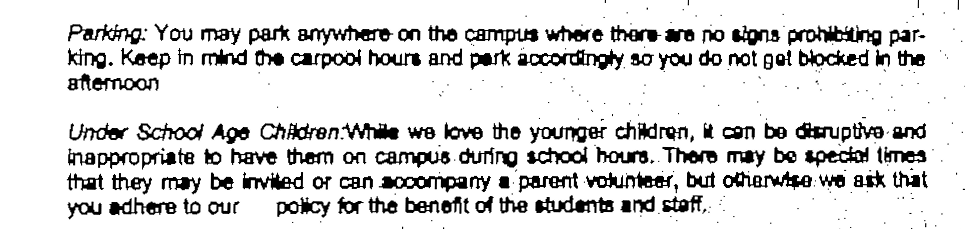 Parking: You may park anywhere on the campus where there are no signs prohibiting par-
king. Keep in mind the carpool hours and park accordingly so you do not get blocked in the
afternoon
Under School Age Children:While we love the younger children, it can be disruptive and
inappropriate to have them on campus during school hours. There may be special times
that they may be invited or can accompany a parent volunteer, but otherwise we ask that
you adhere to our policy for the benefit of the students and staff.